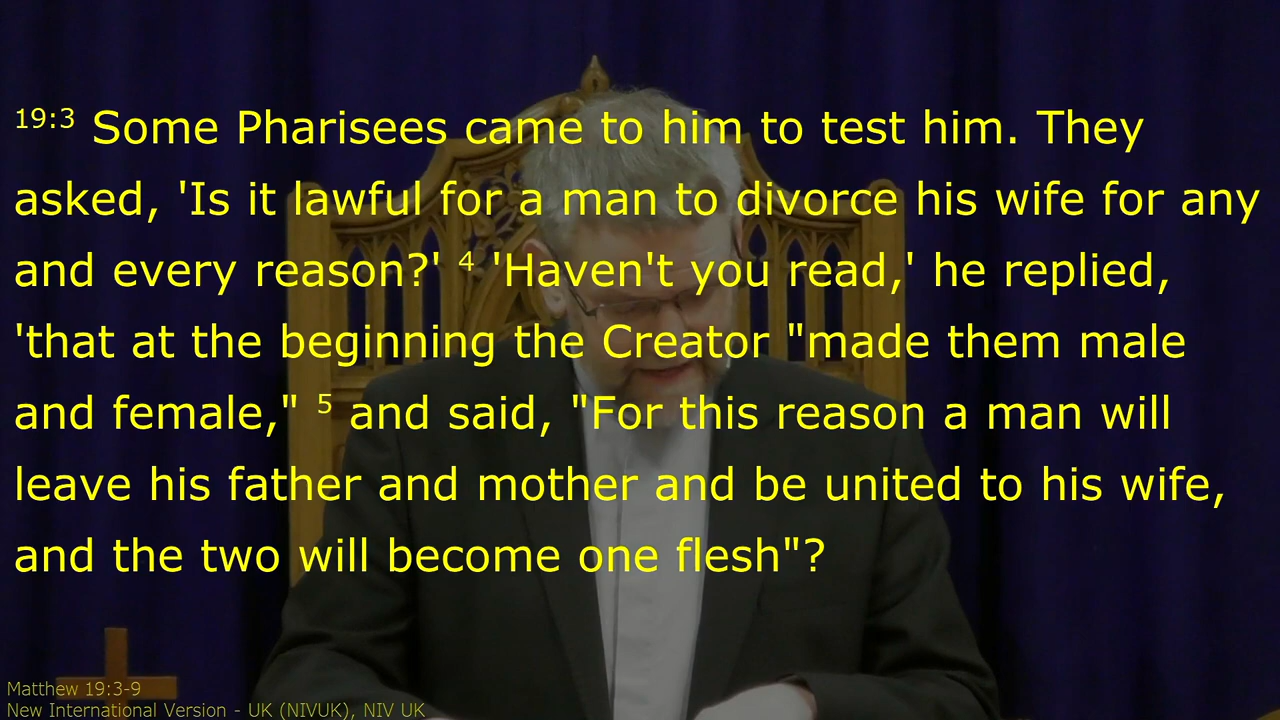 19:3 Some Pharisees came to him to test him. They
asked, 'Is it lawful for a man to divorce his wife for any
and every reason?' 4 'Haven't you read,' he replied,
'that at the beginning the Creator "made them male
and female," 5 and said, "For this reason a man will
leave his father and mother and be united to his wife,
and the two will become one flesh"?
Matthew 19:3-9
New International Version - UK (NIVUK), NIV UK